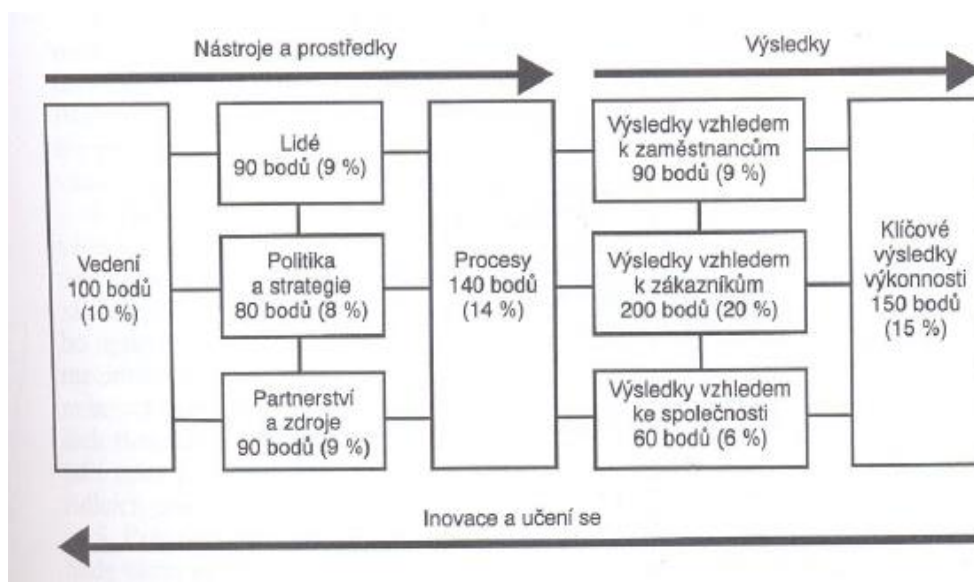 Nástroje a prostředky
Výsledky
Vedení
100 bodů
(10 %)
Lidé
90 bodů (9 %)
Politika
a strategie
80 bodů (8 %)
Partnerství
a zdroje
90 bodů (9 %)
Procesy
140 bodů
(14 %)
Výsledky vzhledem
k zaměstnancům
90 bodů (9 %)
Výsledky vzhledem
k zákazníkům
200 bodů (20 %)
Výsledky vzhledem
ke společnosti
60 bodů (6 %)
Klíčové
výsledky
výkonnosti
150 bodů
(15 %)
Inovace a učení se